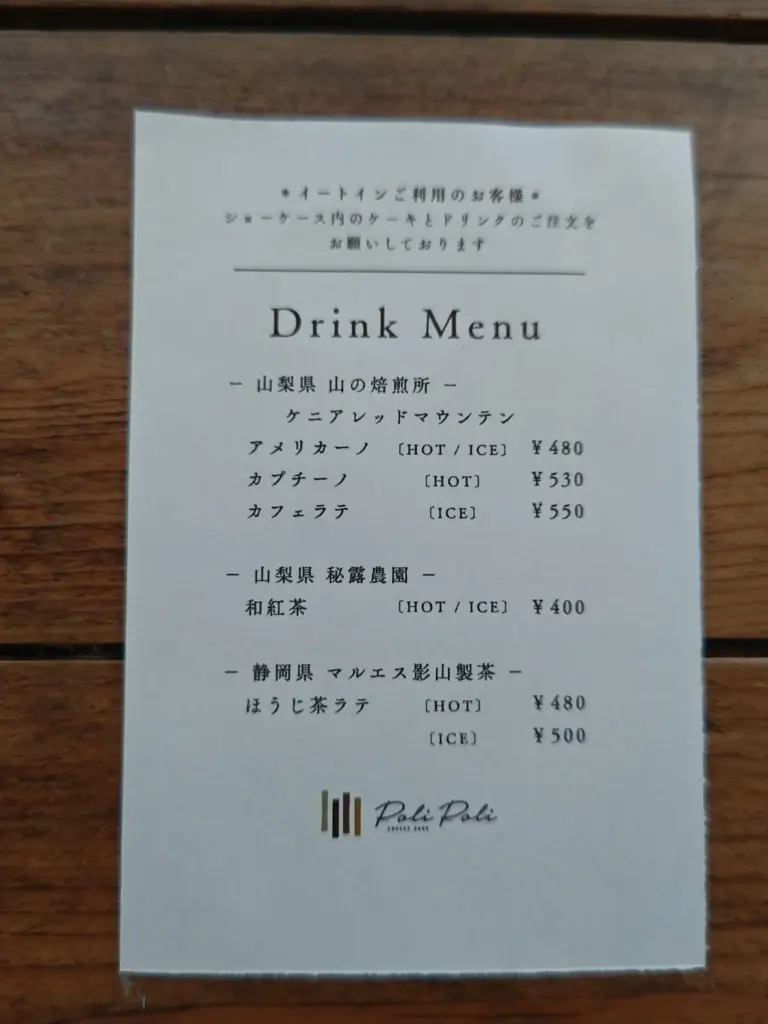 *イートインご利用のお客様*
ショーケース内のケーキとドリンクのご注文を
お願いしております
Drink Menu
− 山梨県 山の焙煎所 −
ケニアレッドマウンテン
アメリカーノ 〔HOT / ICE〕 ¥480
カプチーノ 〔HOT〕 ¥530
カフェラテ 〔ICE〕 ¥550
− 山梨県 秘露農園 −
和紅茶 〔HOT / ICE〕 ¥400
− 静岡県 マルエス影山製茶 −
ほうじ茶ラテ 〔HOT〕 ¥480
〔ICE〕 ¥500
Poli Poli